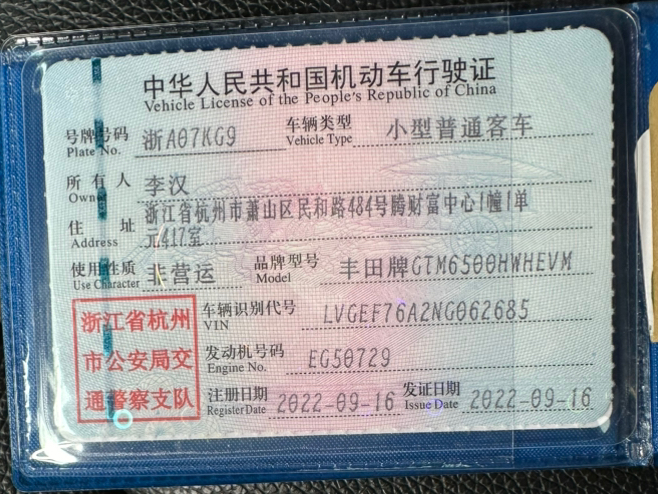 中华人民共和国机动车行驶证
Vehicle License of the People's Republic of China
号牌号码 浙A07KG9 车辆类型 小型普通客车
Plate No. Vehicle Type
所有人 李汉
Owner
浙江省杭州市萧山区民和路484号腾财富中心1幢1单
住址 元417室
Address
使用性质 非营运 品牌型号 丰田牌GTM6500HWHEVM
Use Character Model
浙江省杭州 车辆识别代号 LVGEF76A2NG062685
VIN
市公安局交 发动机号码 EG50729
Engine No.
通警察支队 注册日期 2022-09-16 发证日期 2022-09-16
Register Date Issue Date